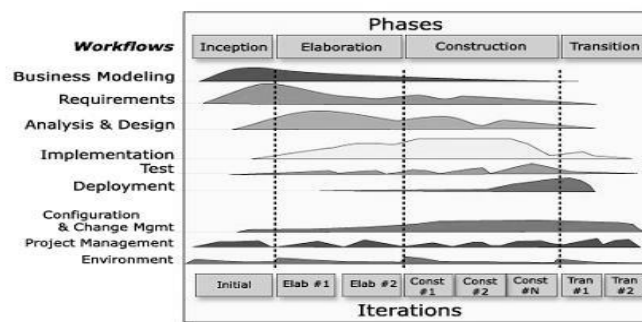 Phases
Workflows Inception Elaboration Construction Transition
Business Modeling
Requirements
Analysis & Design
Implementation
Test
Deployment
Configuration
& Change Mgmt
Project Management
Environment
Initial Elab #1 Elab #2 Const #1 Const #2 Const #N Tran #1 Tran #2
Iterations